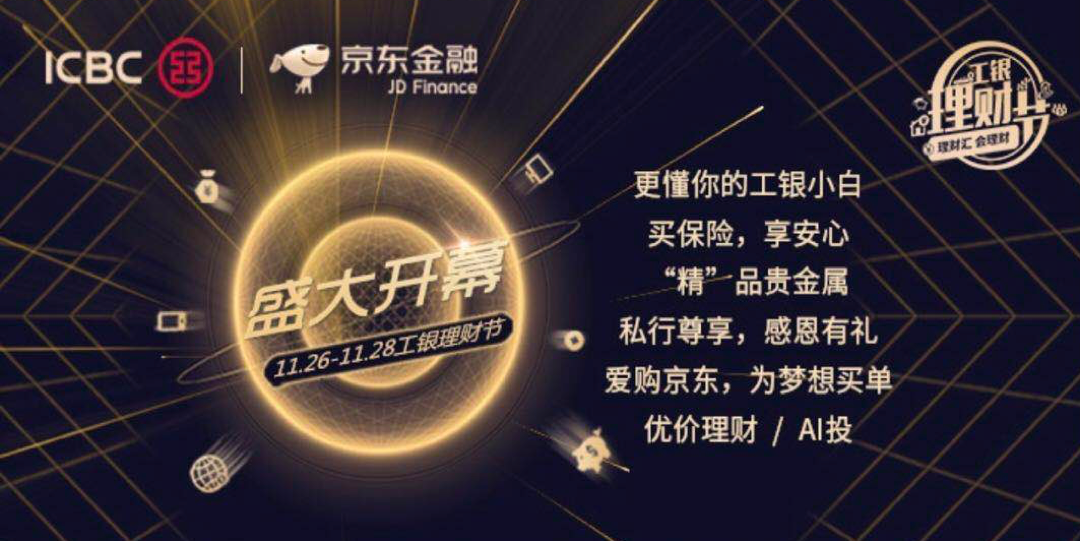 ICBC
京东金融
JD Finance
工银
理财节
理财汇 会理财
盛大开幕
11.26-11.28工银理财节
更懂你的工银小白
买保险，享安心
“精”品贵金属
私行尊享，感恩有礼
爱购京东，为梦想买单
优价理财 / AI投